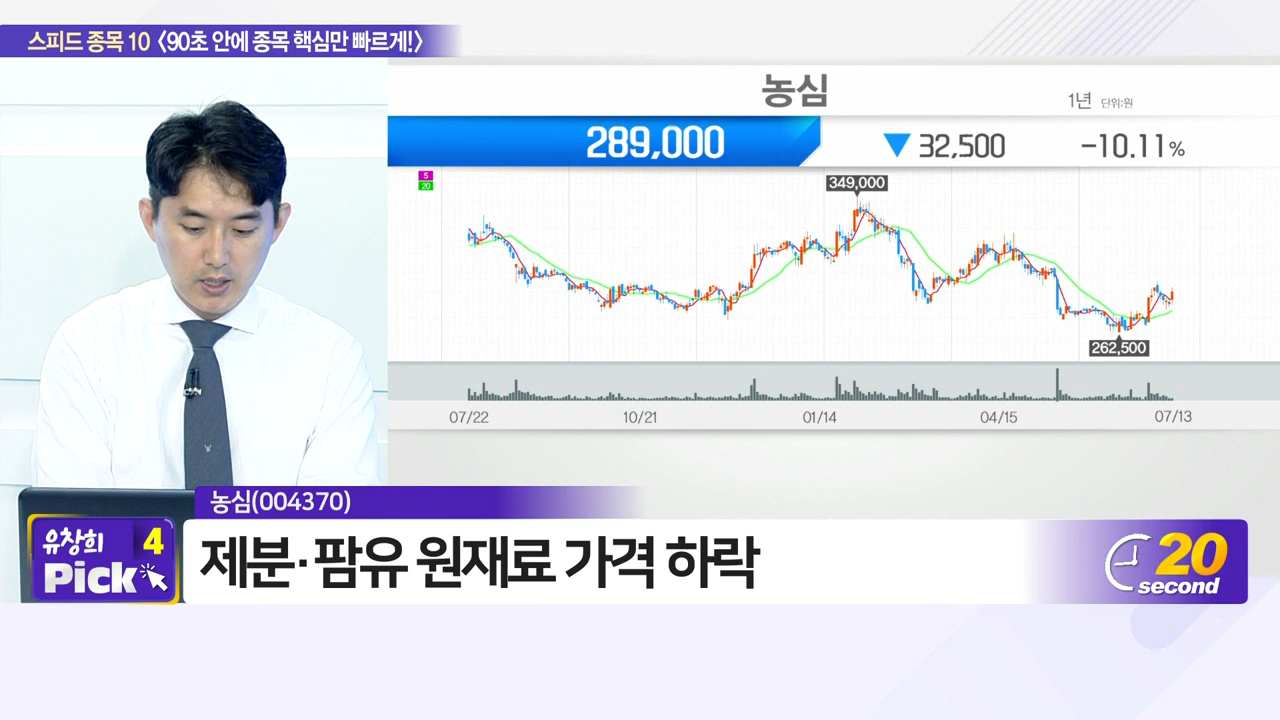 스피드 종목 10 〈90초 안에 종목 핵심만 빠르게!〉
농심
1년 단위:원
289,000 ▼ 32,500 -10.11%
5
20
349,000
262,500
07/22 10/21 01/14 04/15 07/13
농심(004370)
유창희 4
Pick
제분·팜유 원재료 가격 하락
20
second